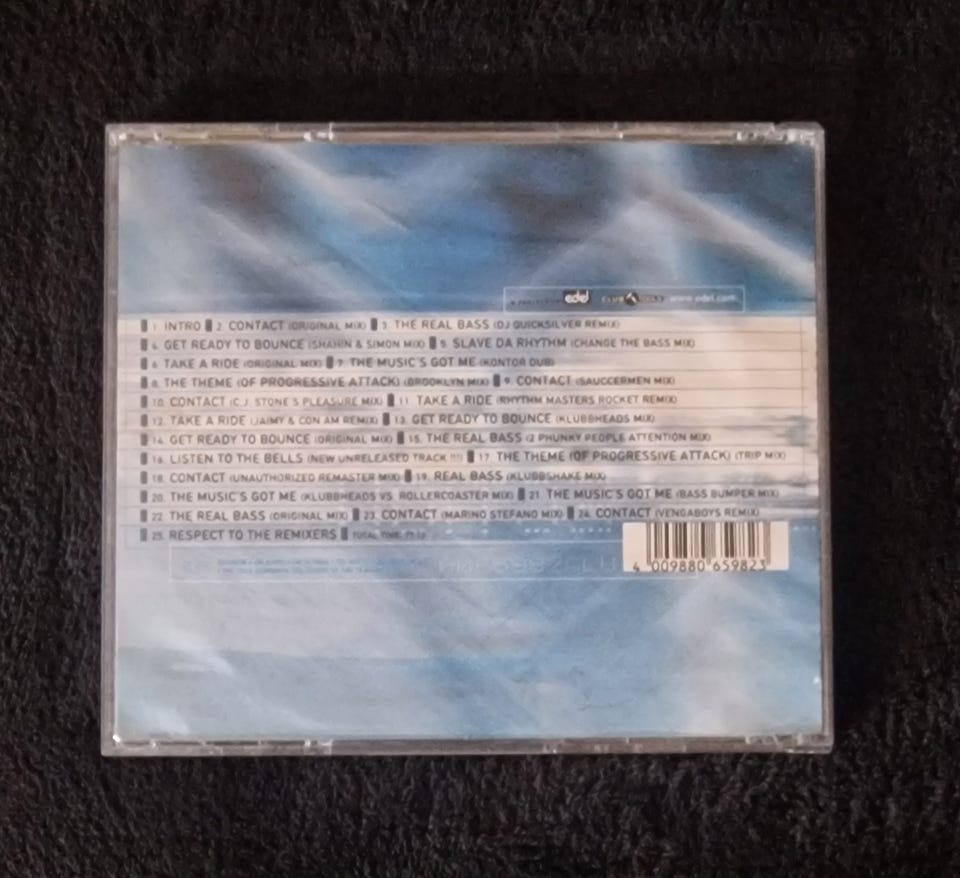 edel CLUB TOOLS www.edel.com
1. INTRO 2. CONTACT (ORIGINAL MIX) 3. THE REAL BASS (DJ QUICKSILVER REMIX)
4. GET READY TO BOUNCE (SHAHIN & SIMON MIX) 5. SLAVE DA RHYTHM (CHANGE THE BASS MIX)
6. TAKE A RIDE (ORIGINAL MIX) 7. THE MUSIC'S GOT ME (KONTOR DUB)
8. THE THEME (OF PROGRESSIVE ATTACK) (BROOKLYN MIX) 9. CONTACT (SAUCCERMEN MIX)
10. CONTACT (C.J. STONE'S PLEASURE MIX) 11. TAKE A RIDE (RHYTHM MASTERS ROCKET REMIX)
12. TAKE A RIDE (JAIMY & CON AM REMIX) 13. GET READY TO BOUNCE (KLUBBHEADS MIX)
14. GET READY TO BOUNCE (ORIGINAL MIX) 15. THE REAL BASS (2 PHUNKY PEOPLE ATTENTION MIX)
16. LISTEN TO THE BELLS (NEW UNRELEASED TRACK !!!) 17. THE THEME (OF PROGRESSIVE ATTACK) (TRIP MIX)
18. CONTACT (UNAUTHORIZED REMASTER MIX) 19. REAL BASS (KLUBBSHAKE MIX)
20. THE MUSIC'S GOT ME (KLUBBHEADS VS. ROLLERCOASTER MIX) 21. THE MUSIC'S GOT ME (BASS BUMPER MIX)
22. THE REAL BASS (ORIGINAL MIX) 23. CONTACT (MARINO STEFANO MIX) 24. CONTACT (VENGABOYS REMIX)
25. RESPECT TO THE REMIXERS TOTAL TIME:
4 009880 659823